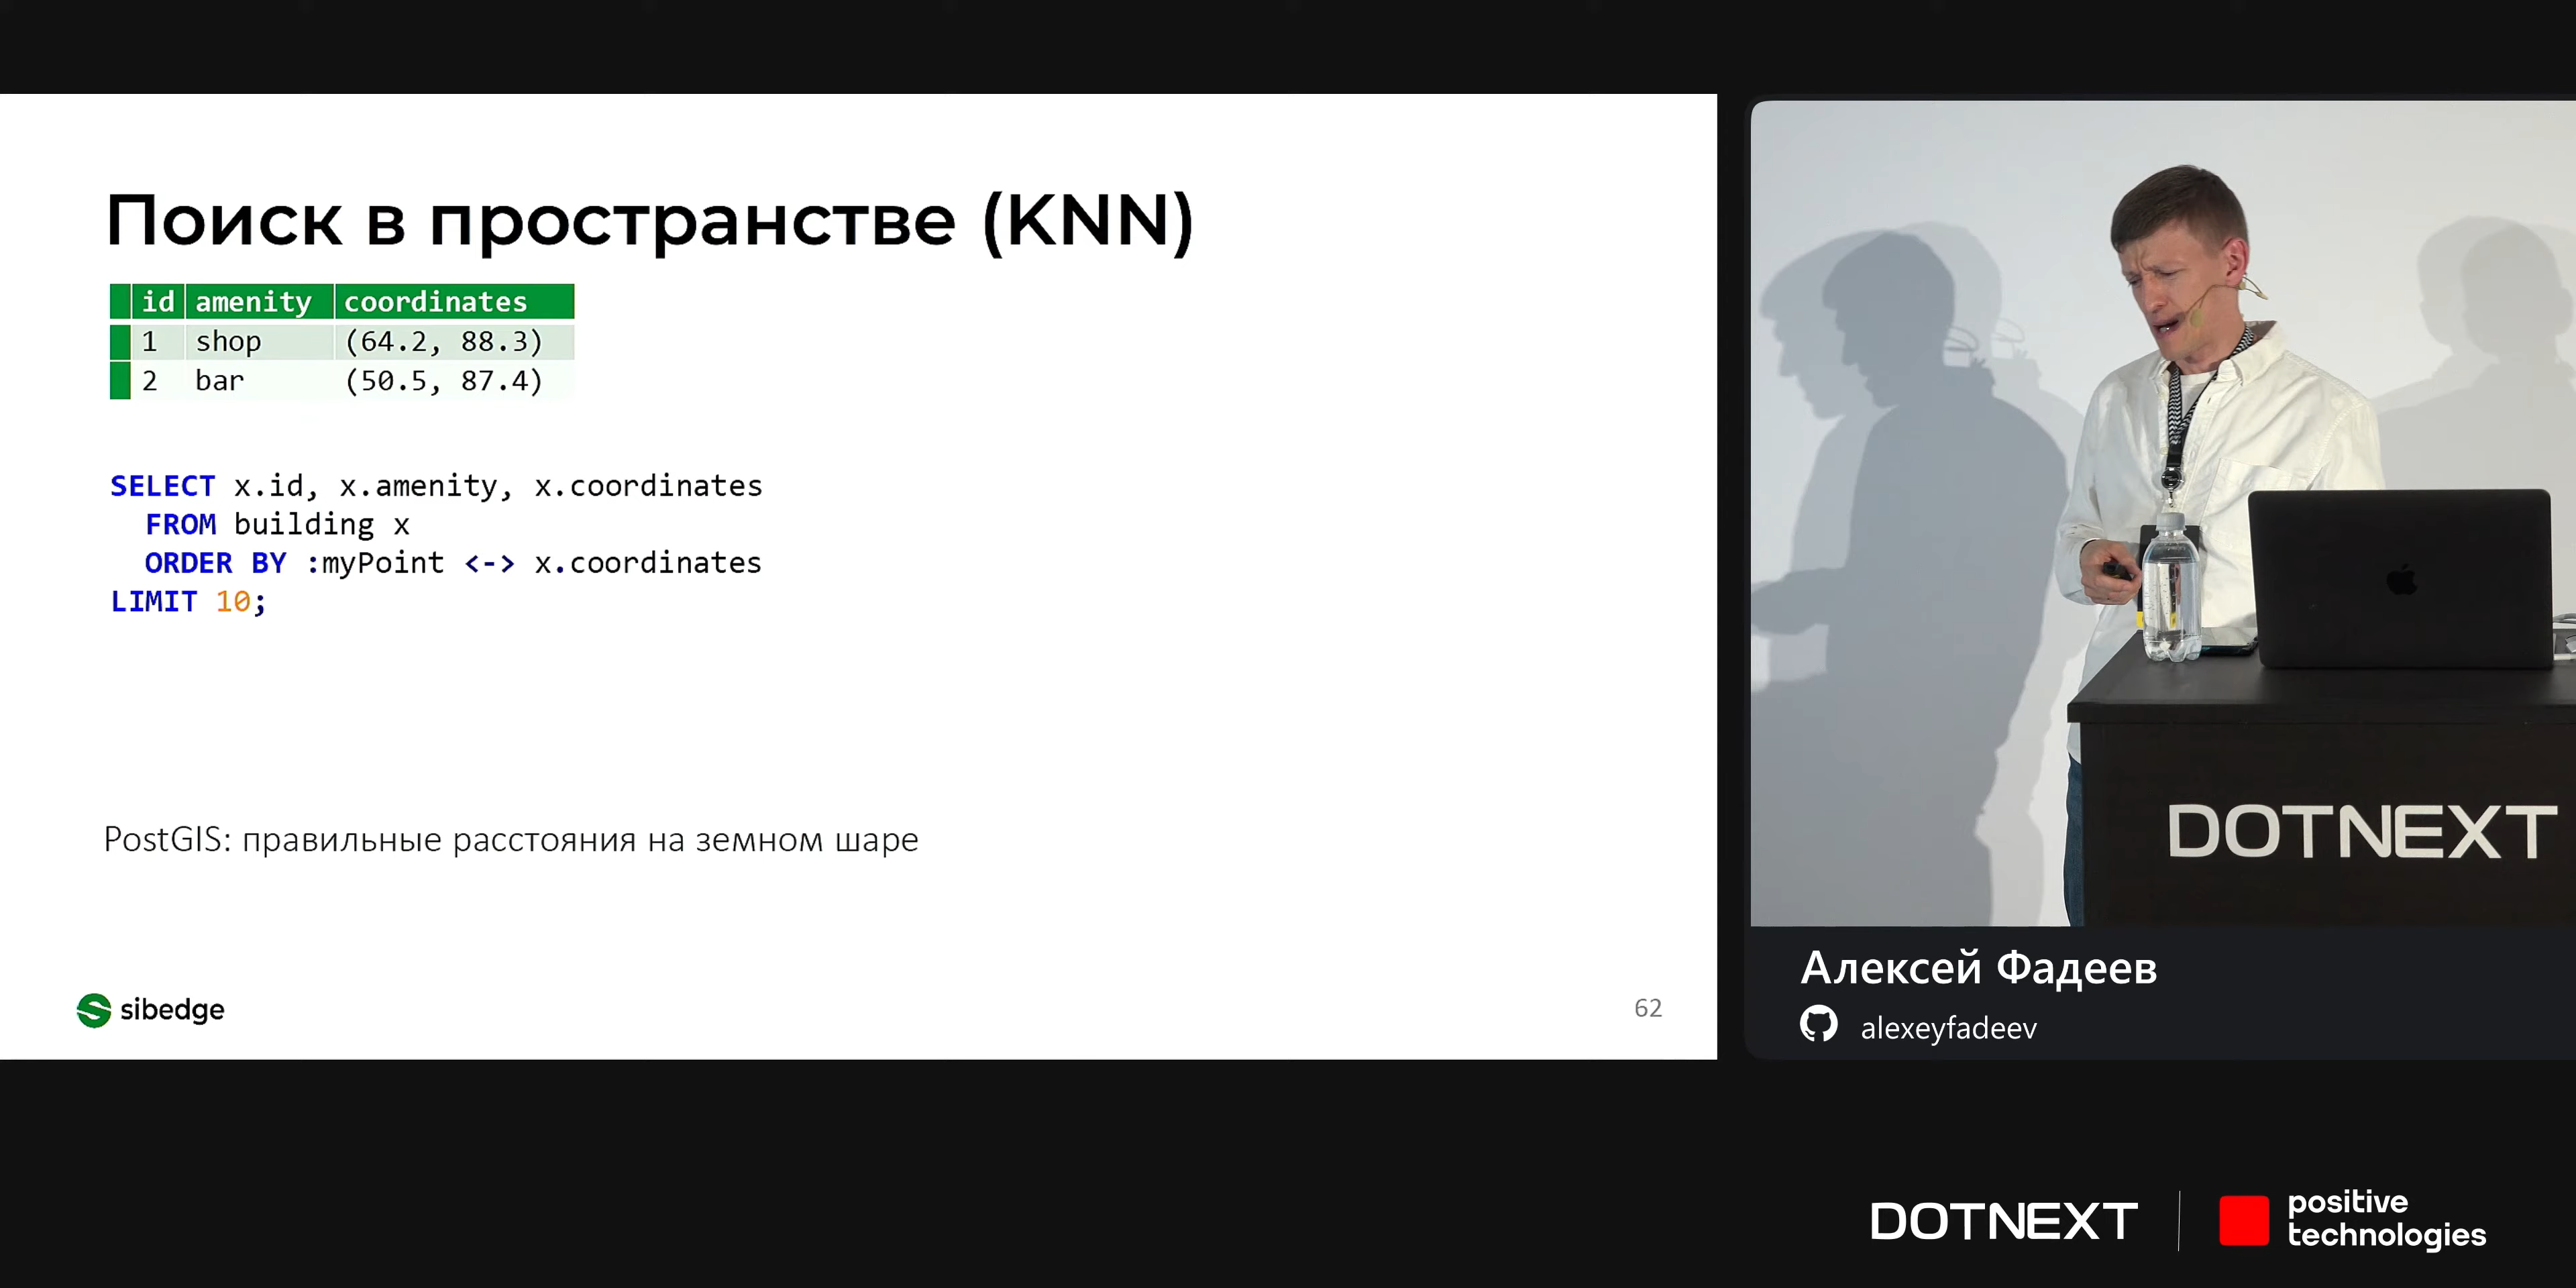 Поиск в пространстве (KNN)
id amenity coordinates
1 shop (64.2, 88.3)
2 bar (50.5, 87.4)
SELECT x.id, x.amenity, x.coordinates
FROM building x
ORDER BY :myPoint <-> x.coordinates
LIMIT 10;
PostGIS: правильные расстояния на земном шаре
sibedge
62
DOTNEXT
Алексей Фадеев
alexeyfadeev
DOTNEXT
positive
technologies